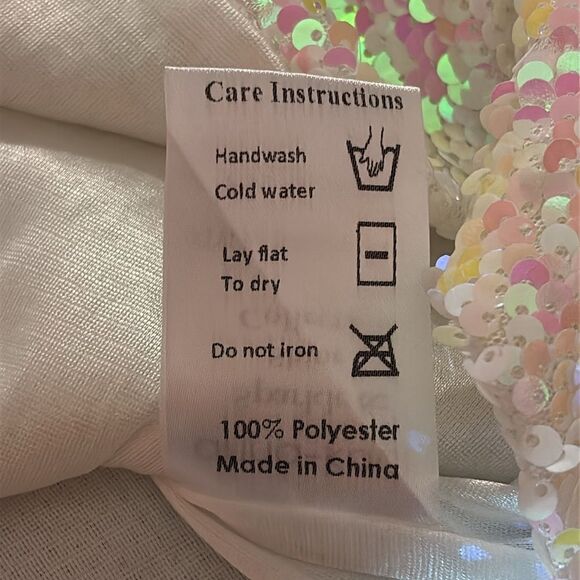 Care Instructions
Handwash
Cold water
Lay flat
To dry
Do not iron
100% Polyester
Made in China